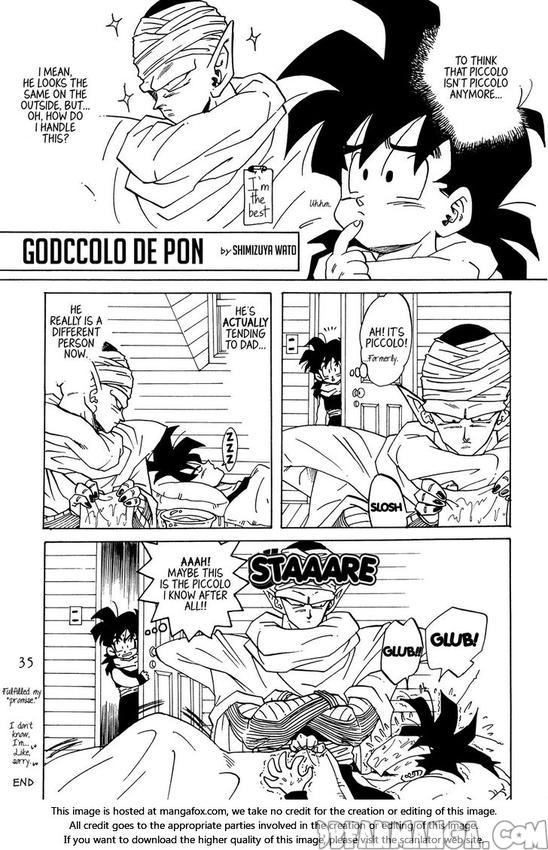 TO THINK
THAT PICCOLO
ISN'T PICCOLO
ANYMORE...
I MEAN,
HE LOOKS THE
SAME ON THE
OUTSIDE, BUT...
OH, HOW DO
I HANDLE
THIS?
I'm
the
best
Uhhm...
GODCCOLO DE PON
by SHIMIZUYA WATO
AH! IT'S
PICCOLO!
...Formerly.
SLOSH
HE'S
ACTUALLY
TENDING
TO DAD...
HE
REALLY IS A
DIFFERENT
PERSON
NOW.
Z
Z
Z
STAAARE
AAAH!
MAYBE THIS
IS THE PICCOLO
I KNOW AFTER
ALL!!
GLUB!
GLUB!!
35
Fulfilled my
"promise."
I don't
know,
I'm...
Like,
sorry...
END
This image is hosted at mangafox.com, we take no credit for the creation or editing of this image.
All credit goes to the appropriate parties involved in the creation or editing of this image.
If you want to download the higher quality of this image, please visit the scanlator web site.